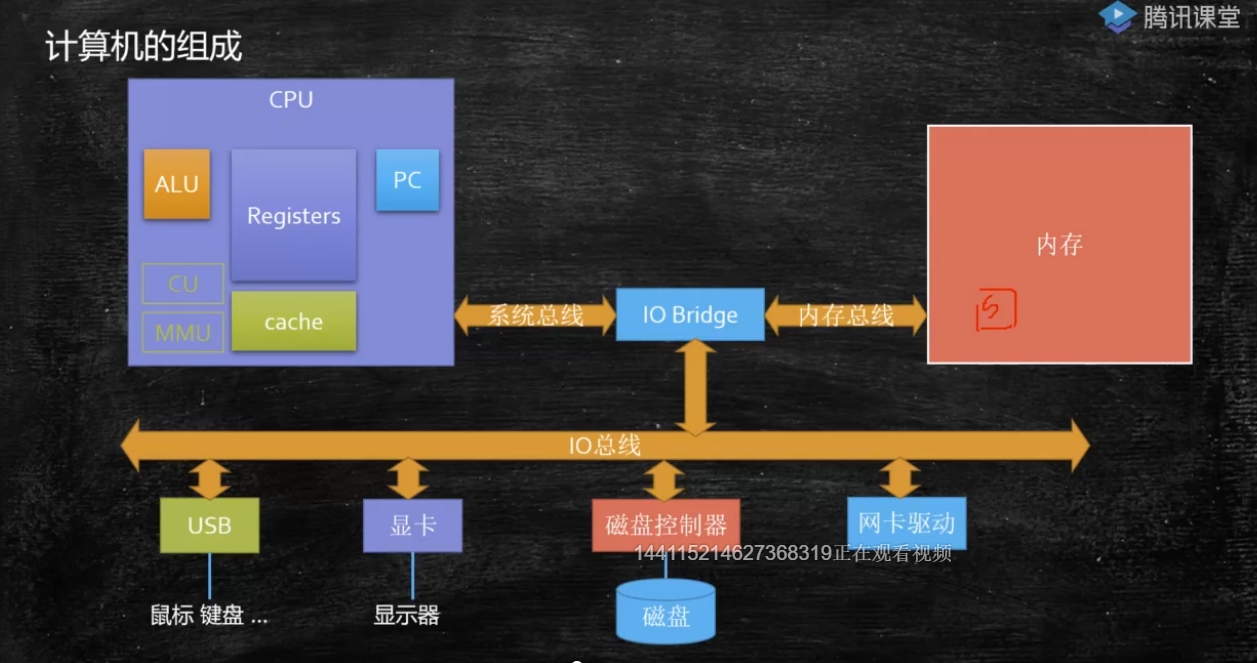 腾讯课堂
计算机的组成
CPU
ALU
Registers
PC
CU
MMU
cache
系统总线
IO Bridge
内存总线
内存
5
IO总线
USB
显卡
磁盘控制器
网卡驱动
144115214627368319正在观看视频
鼠标 键盘 ...
显示器
磁盘